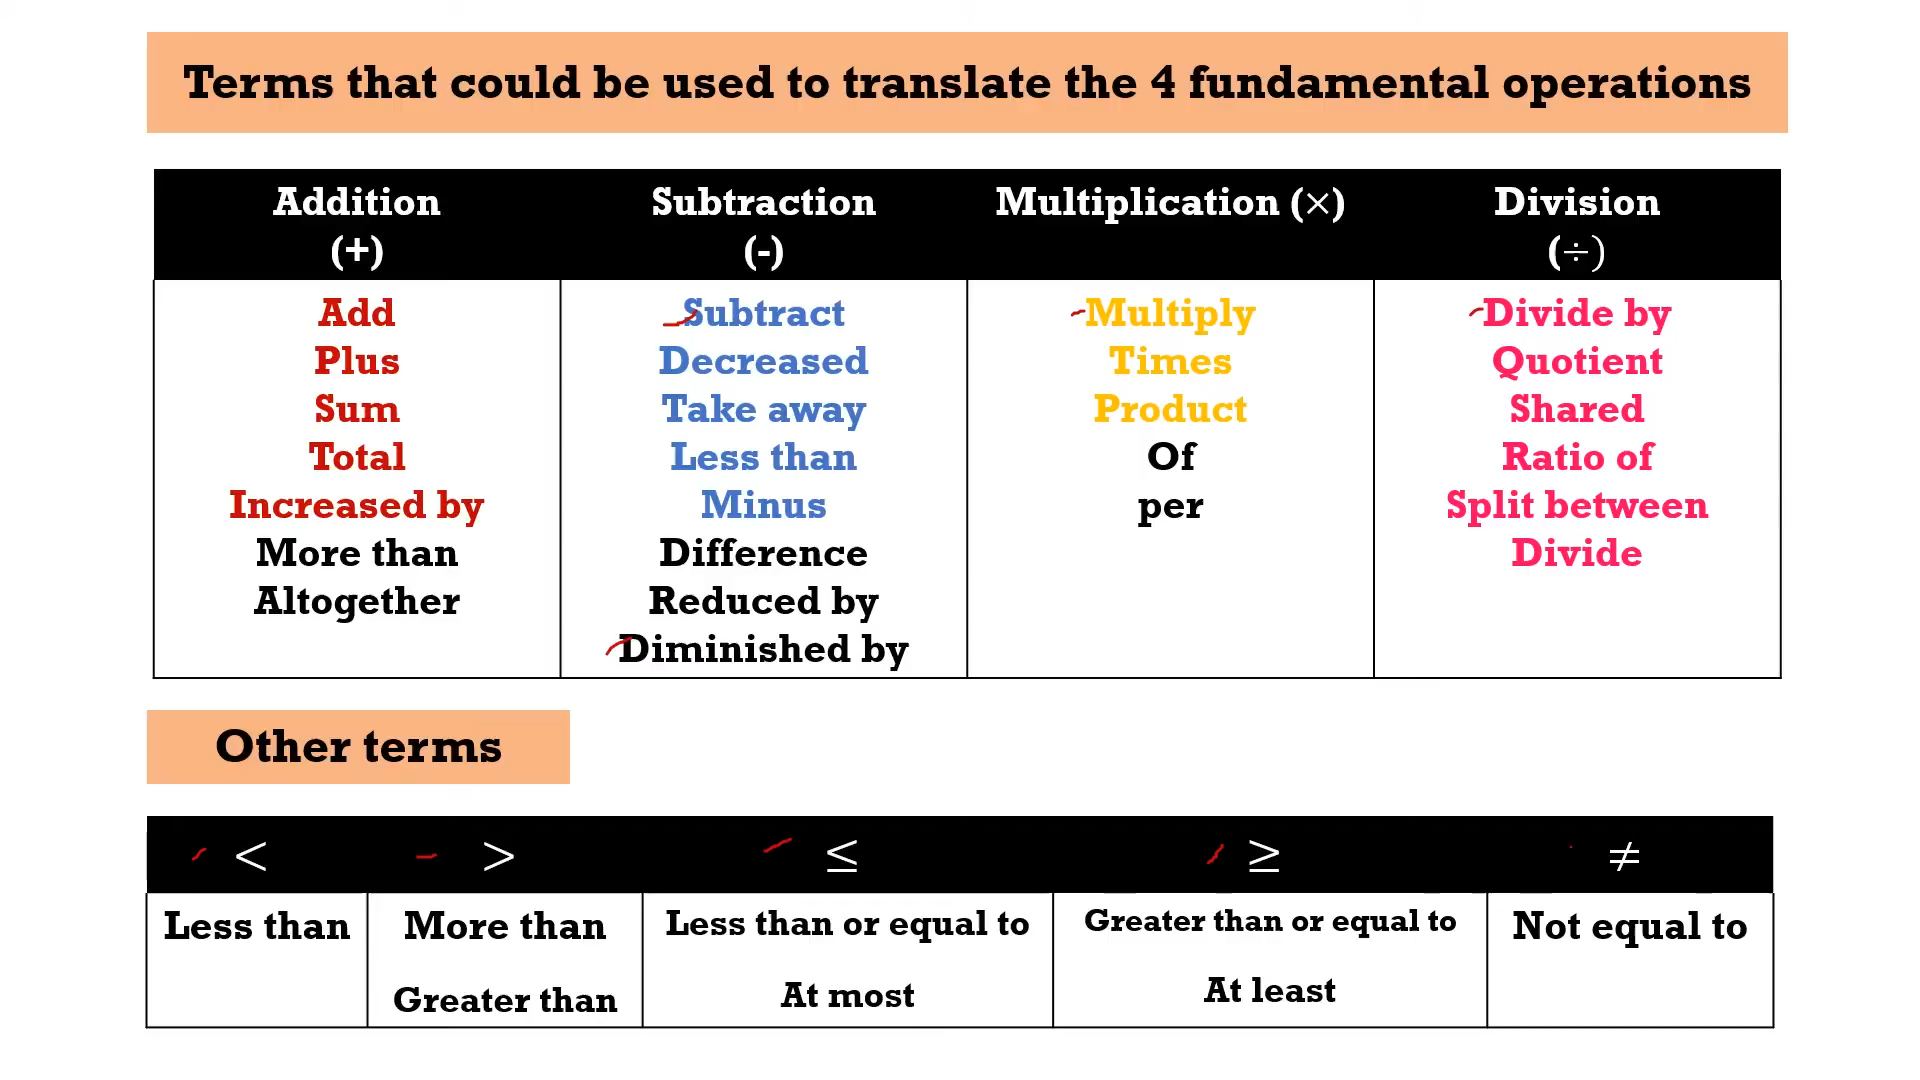 Terms that could be used to translate the 4 fundamental operations
Addition
(+)
Subtraction
(-)
Multiplication (×)
Division
(÷)
Add
Plus
Sum
Total
Increased by
More than
Altogether
Subtract
Decreased
Take away
Less than
Minus
Difference
Reduced by
Diminished by
Multiply
Times
Product
Of
per
Divide by
Quotient
Shared
Ratio of
Split between
Divide
Other terms
<
>
≤
≥
≠
Less than
More than
Greater than
Less than or equal to
At most
Greater than or equal to
At least
Not equal to